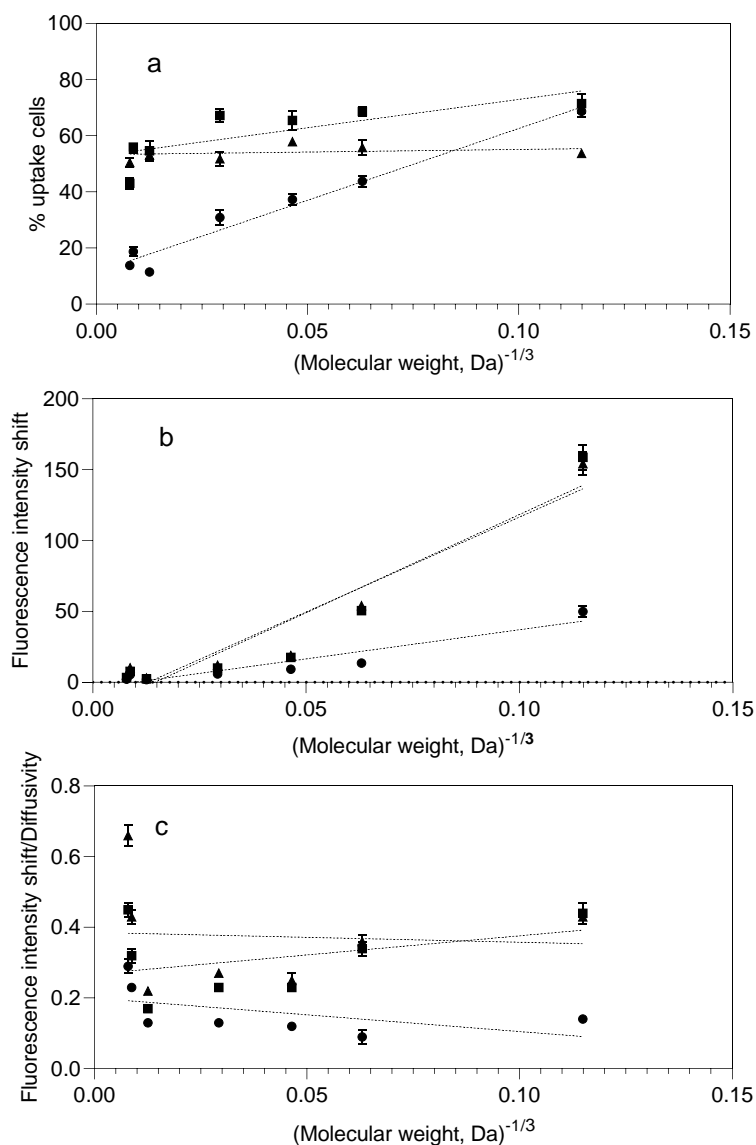 100
80
60
40
20
0
a
% uptake cells
0.00 0.05 0.10 0.15
(Molecular weight, Da)-1/3
200
150
100
50
0
b
Fluorescence intensity shift
0.00 0.05 0.10 0.15
(Molecular weight, Da)-1/3
0.8
0.6
0.4
0.2
0.0
c
Fluorescence intensity shift/Diffusivity
0.00 0.05 0.10 0.15
(Molecular weight, Da)-1/3